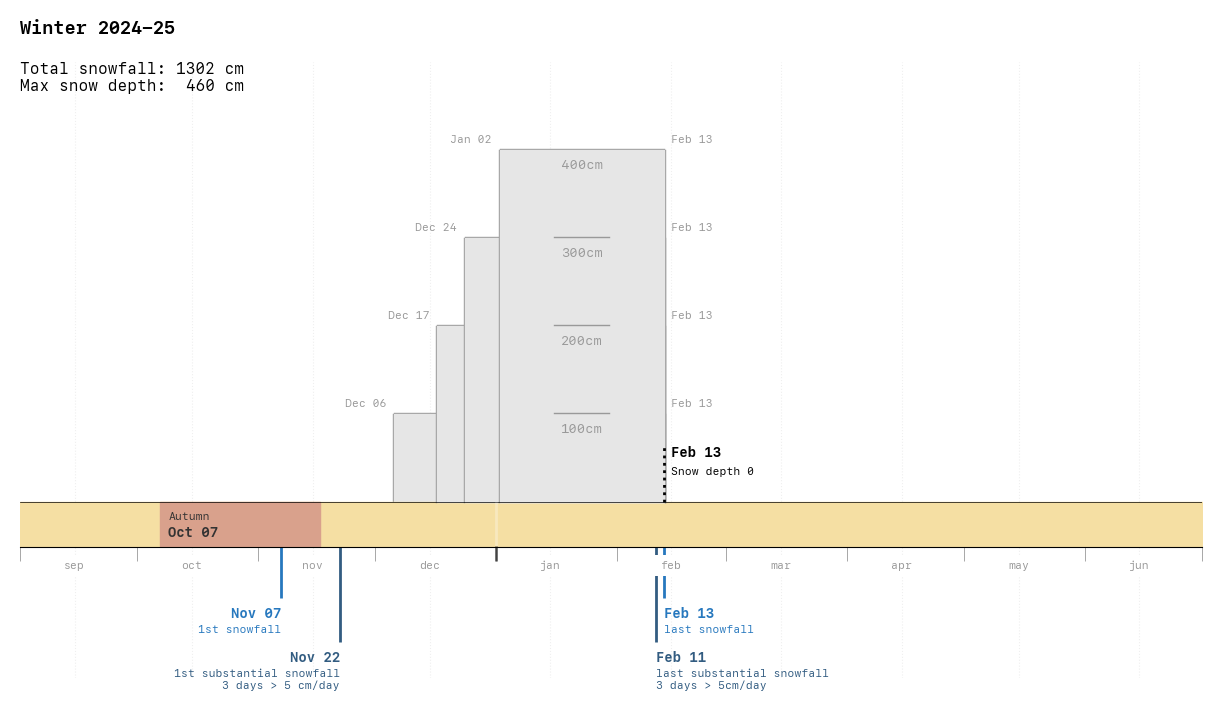 Winter 2024–25
Total snowfall: 1302 cm
Max snow depth:  460 cm
Jan 02
Feb 13
400cm
Dec 24
Feb 13
300cm
Dec 17
Feb 13
200cm
Dec 06
Feb 13
100cm
Feb 13
Snow depth 0
Autumn
Oct 07
sep oct nov dec jan feb mar apr may jun
Nov 07
1st snowfall
Feb 13
last snowfall
Nov 22
1st substantial snowfall
3 days > 5 cm/day
Feb 11
last substantial snowfall
3 days > 5cm/day